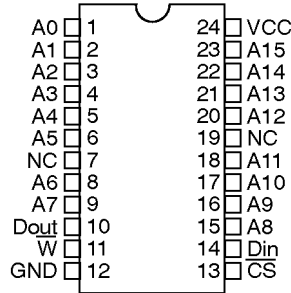 A0 1 24 VCC
A1 2 23 A15
A2 3 22 A14
A3 4 21 A13
A4 5 20 A12
A5 6 19 NC
NC 7 18 A11
A6 8 17 A10
A7 9 16 A9
Dout 10 15 A8
W̅ 11 14 Din
GND 12 13 C̅S̅